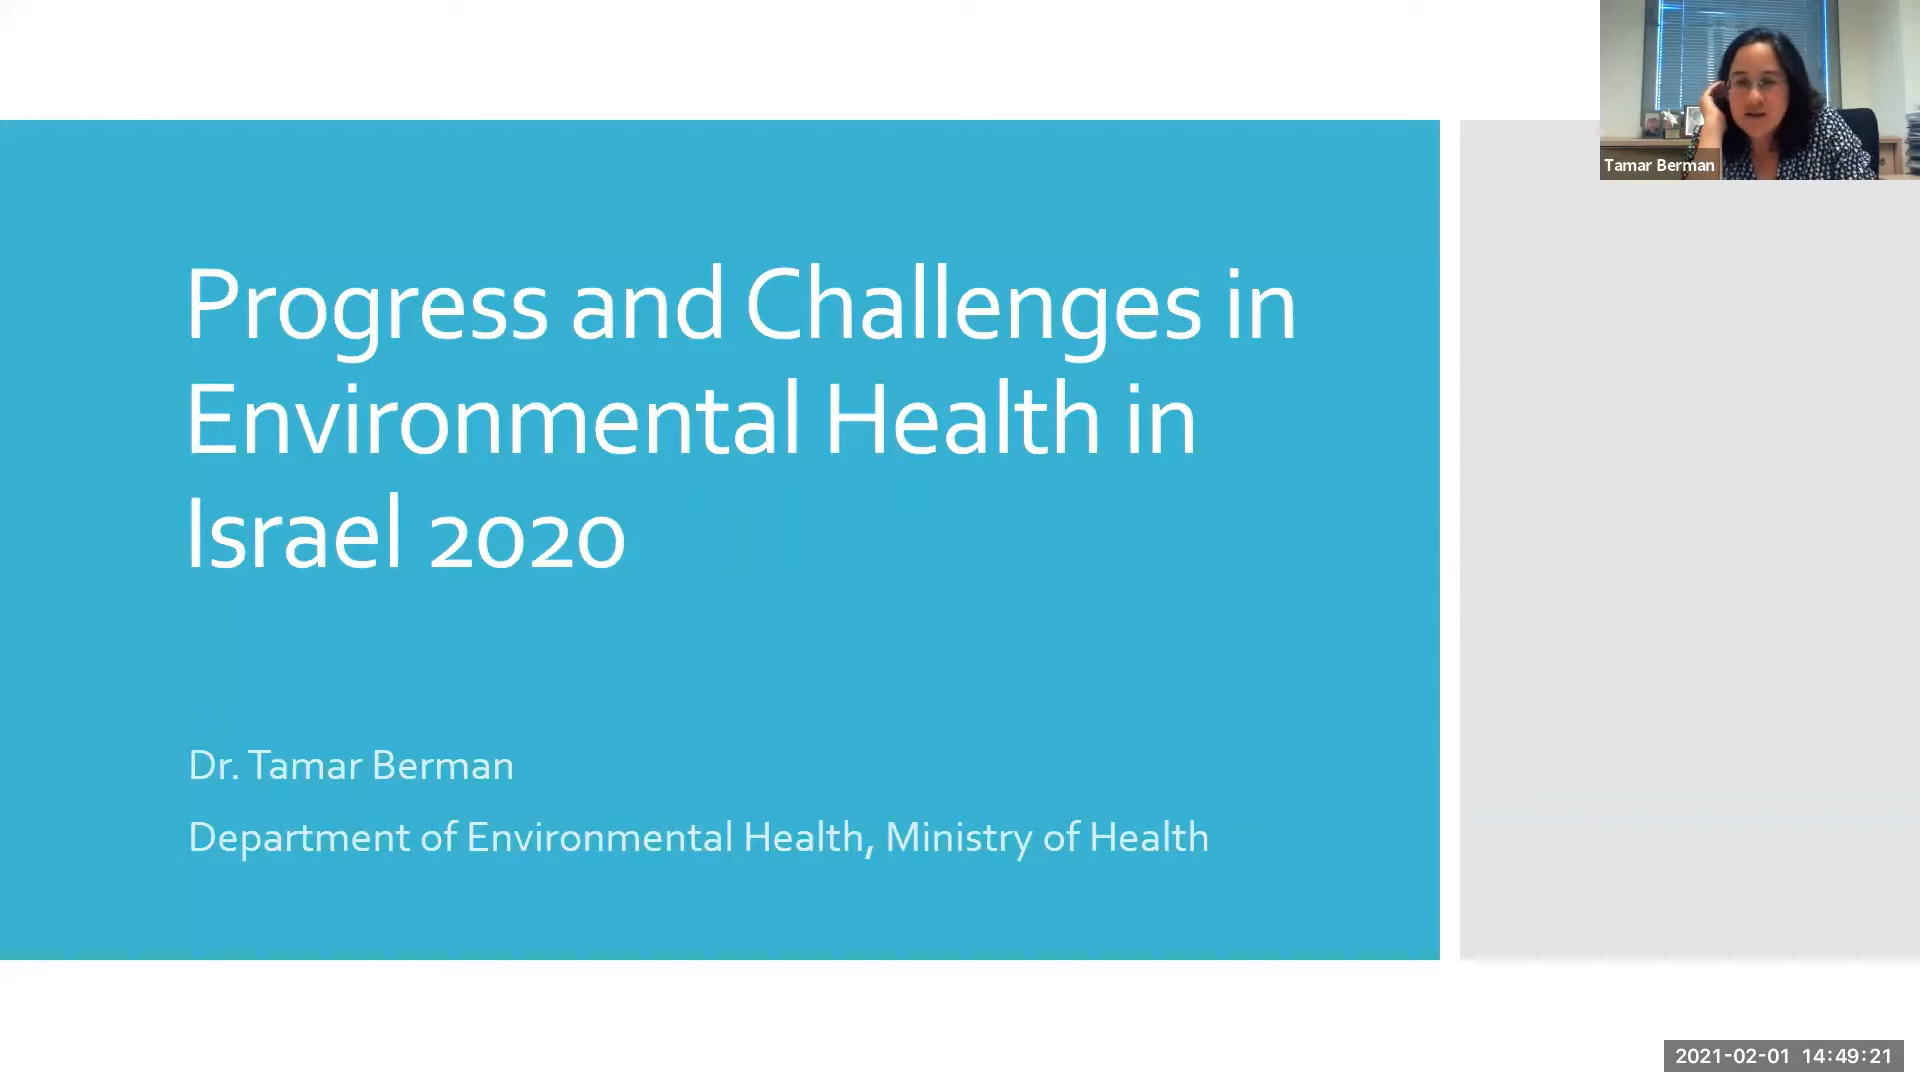 Tamar Berman
Progress and Challenges in
Environmental Health in
Israel 2020
Dr. Tamar Berman
Department of Environmental Health, Ministry of Health
2021-02-01 14:49:21